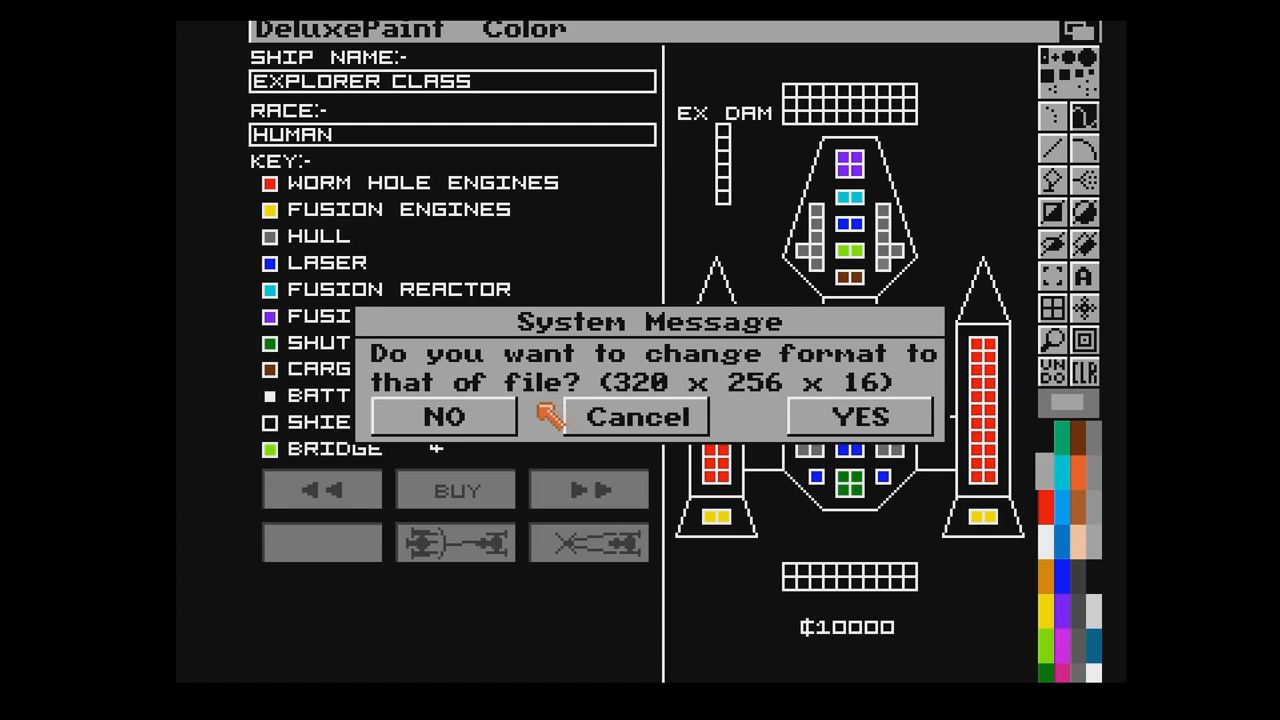 DeluxePaint Color
SHIP NAME:-
EXPLORER CLASS
RACE:-
HUMAN
KEY:-
WORM HOLE ENGINES
FUSION ENGINES
HULL
LASER
FUSION REACTOR
FUSI
SHUT
CARG
BATT
SHIE
BRIDGE 4
BUY
EX DAM
System Message
Do you want to change format to
that of file? (320 x 256 x 16)
NO Cancel YES
₵10000
A
UNDO CLR